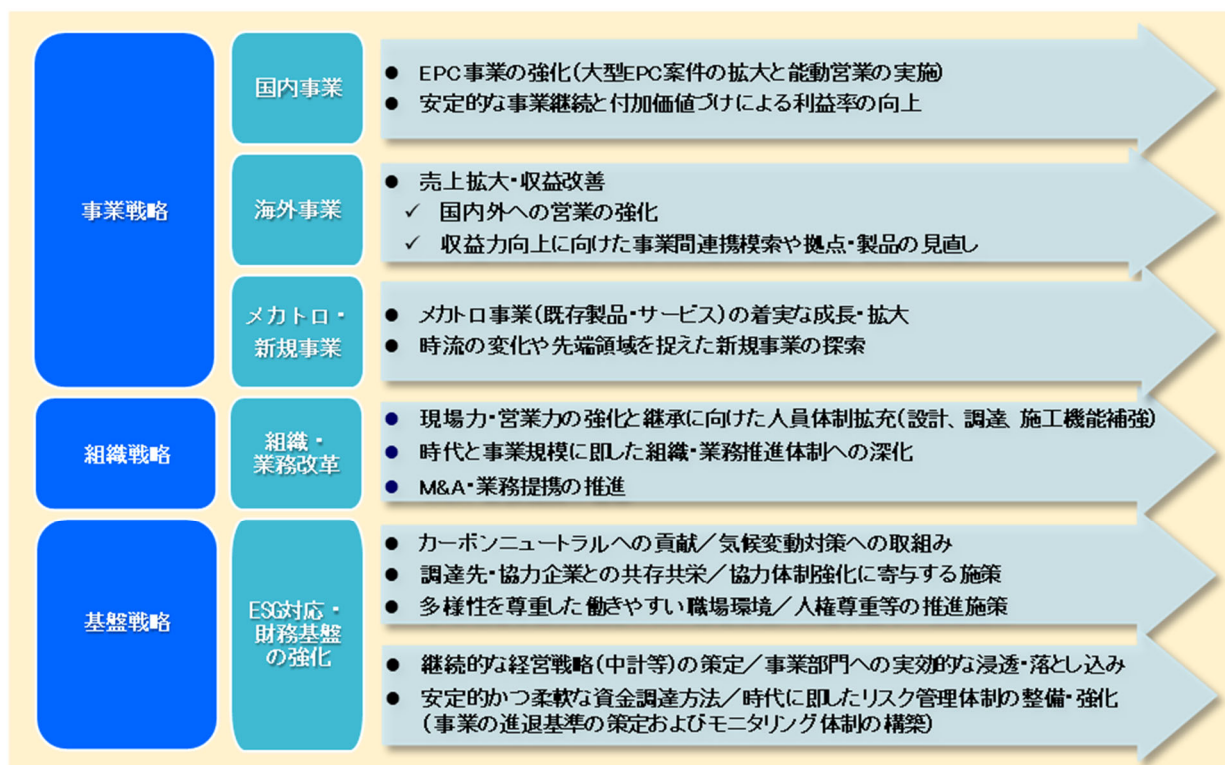 事業戦略
国内事業
● EPC事業の強化(大型EPC案件の拡大と能動営業の実施)
● 安定的な事業継続と付加価値づけによる利益率の向上
海外事業
● 売上拡大・収益改善
✓ 国内外への営業の強化
✓ 収益力向上に向けた事業間連携模索や拠点・製品の見直し
メカトロ・
新規事業
● メカトロ事業(既存製品・サービス)の着実な成長・拡大
● 時流の変化や先端領域を捉えた新規事業の探索
組織戦略
組織・
業務改革
● 現場力・営業力の強化と継承に向けた人員体制拡充(設計、調達、施工機能補強)
● 時代と事業規模に即した組織・業務推進体制への深化
● M&A・業務提携の推進
基盤戦略
ESG対応・
財務基盤
の強化
● カーボンニュートラルへの貢献／気候変動対策への取組み
● 調達先・協力企業との共存共栄／協力体制強化に寄与する施策
● 多様性を尊重した働きやすい職場環境／人権尊重等の推進施策
● 継続的な経営戦略(中計等)の策定／事業部門への実効的な浸透・落とし込み
● 安定的かつ柔軟な資金調達方法／時代に即したリスク管理体制の整備・強化
(事業の進退基準の策定およびモニタリング体制の構築)